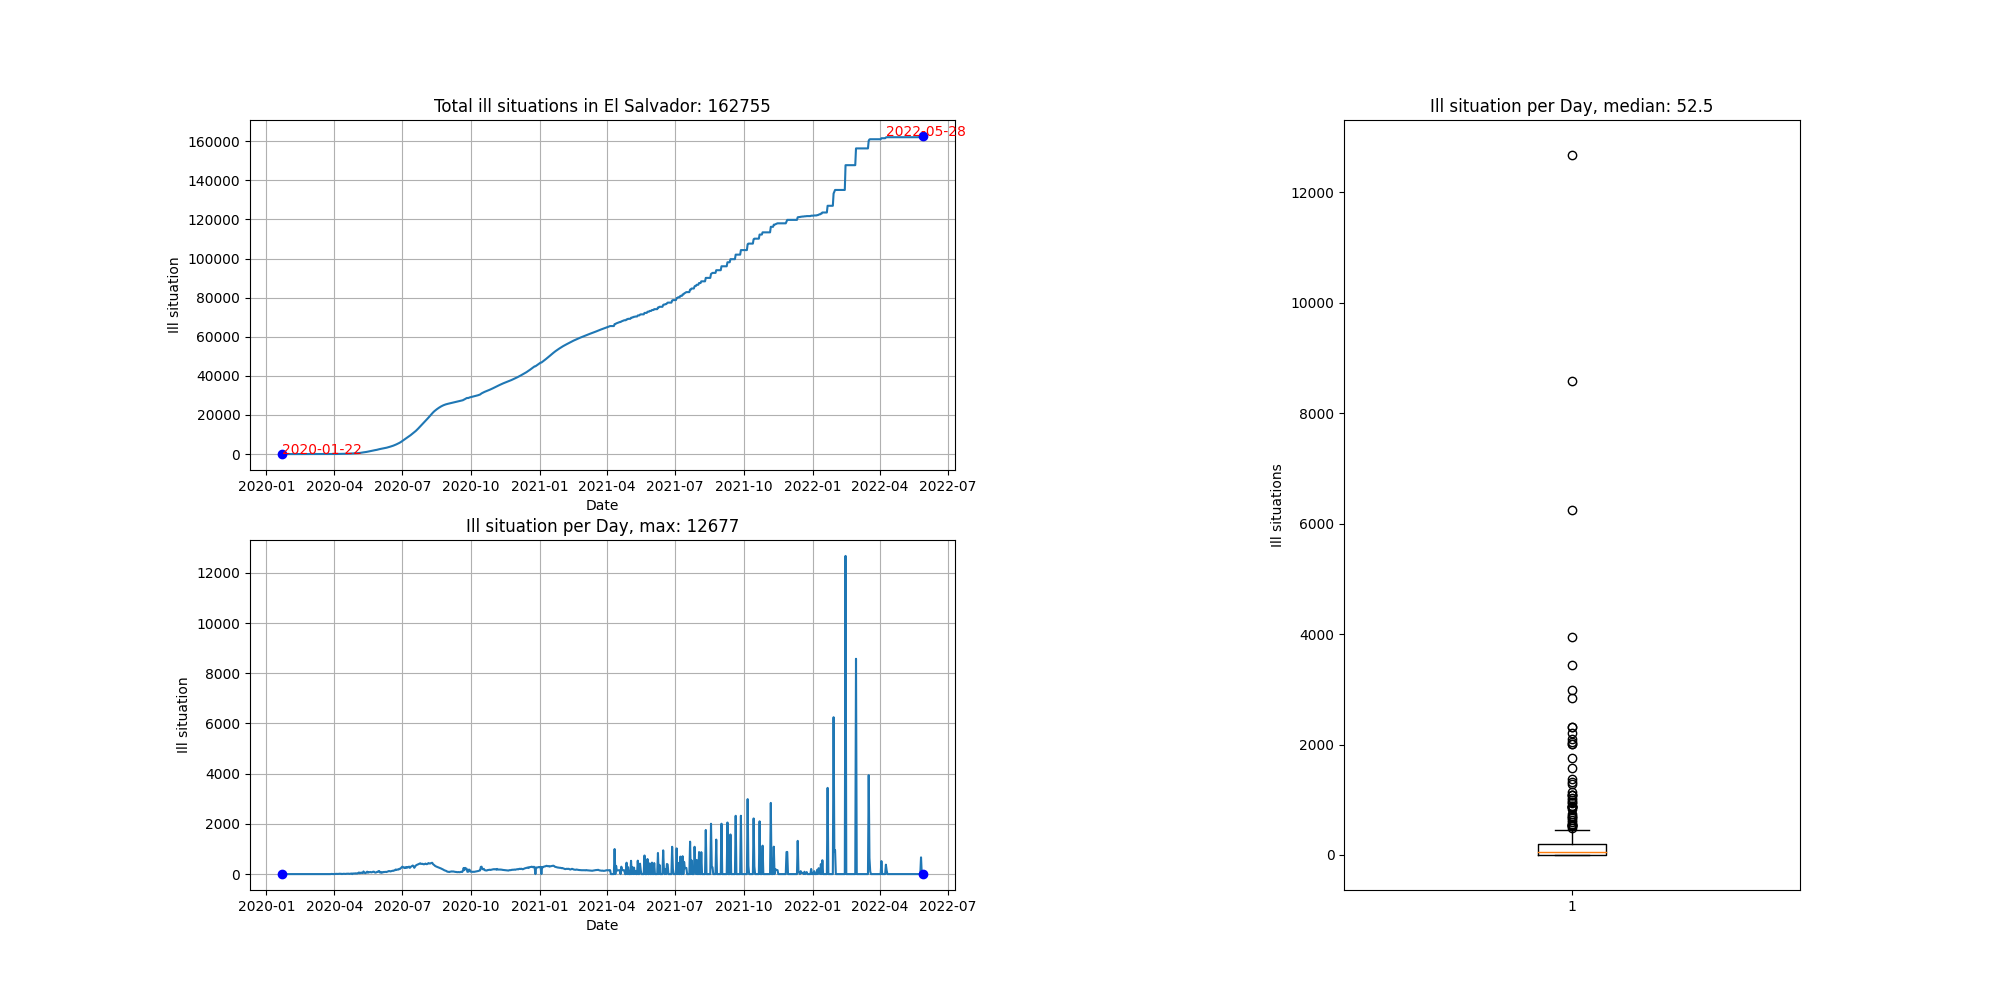 Total ill situations in El Salvador: 162755
Ill situation
160000
140000
120000
100000
80000
60000
40000
20000
0
2022-05-28
2020-01-22
2020-01 2020-04 2020-07 2020-10 2021-01 2021-04 2021-07 2021-10 2022-01 2022-04 2022-07
Date
Ill situation per Day, max: 12677
Ill situation
12000
10000
8000
6000
4000
2000
0
2020-01 2020-04 2020-07 2020-10 2021-01 2021-04 2021-07 2021-10 2022-01 2022-04 2022-07
Date
Ill situation per Day, median: 52.5
Ill situations
12000
10000
8000
6000
4000
2000
0
1